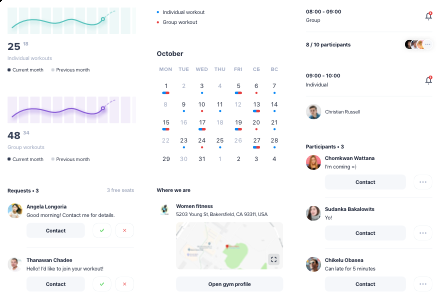 25
Individual workouts
Current month
Previous month
48
Group workouts
Current month
Previous month
Requests • 3
3 free seats
Angela Longoria
Good morning! Contact me for details.
Contact
Thanawan Chadee
Hello! I'd like to join your workout!
Contact
Individual workout
Group workout
October
MON TUE WED THU FRI CE BC
1 2 3 4 5 6 7
8 9 10 11 12 13 14
15 16 17 18 19 20 21
22 23 24 25 26 27 28
29 30 31 1 2 3 4
Where we are
Women fitness
5203 Young St, Bakersfield, CA 93311, USA
Open gym profile
08:00 - 09:00
Group
8 / 10 participants
09:00 - 10:00
Individual
Christian Russell
Participants • 3
Chomkwan Wattana
I'm coming =)
Contact
Sudanka Bakalowits
Yo!
Contact
Chikelu Obasea
Can late for 5 minutes
Contact